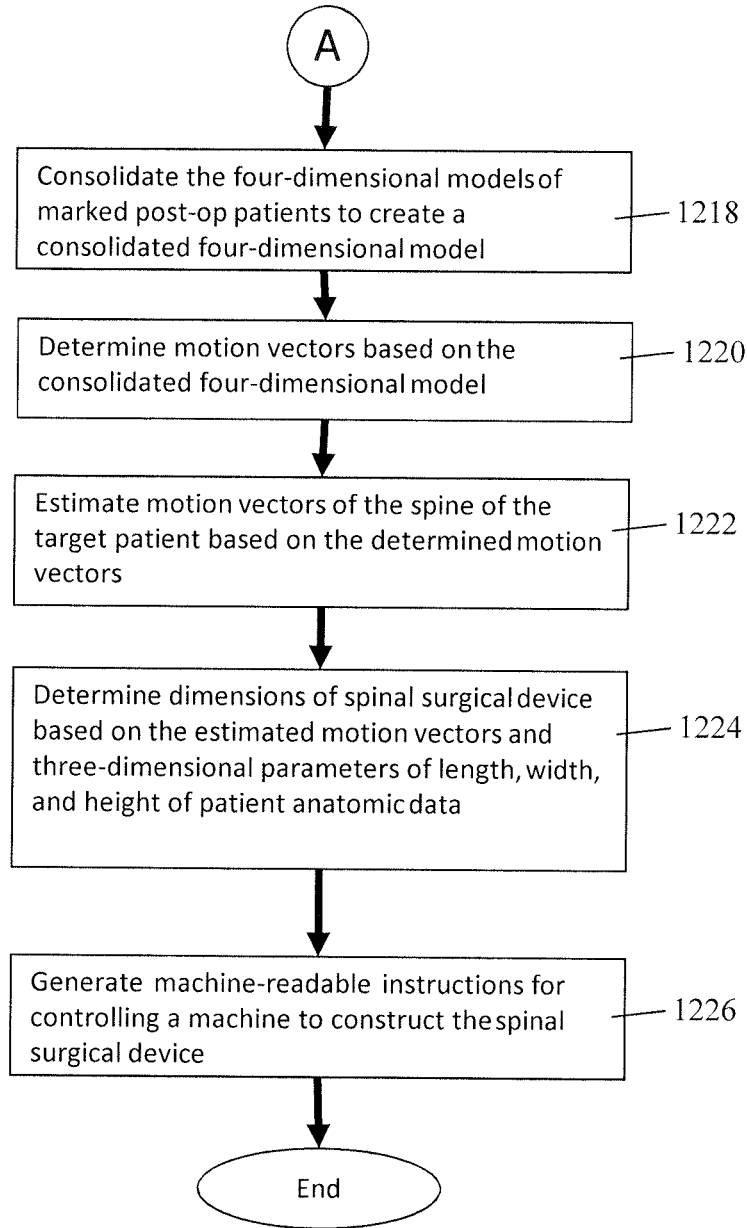 A
Consolidate the four-dimensional models of
marked post-op patients to create a
consolidated four-dimensional model
1218
Determine motion vectors based on the
consolidated four-dimensional model
1220
Estimate motion vectors of the spine of the
target patient based on the determined motion
vectors
1222
Determine dimensions of spinal surgical device
based on the estimated motion vectors and
three-dimensional parameters of length, width,
and height of patient anatomic data
1224
Generate machine-readable instructions for
controlling a machine to construct the spinal
surgical device
1226
End